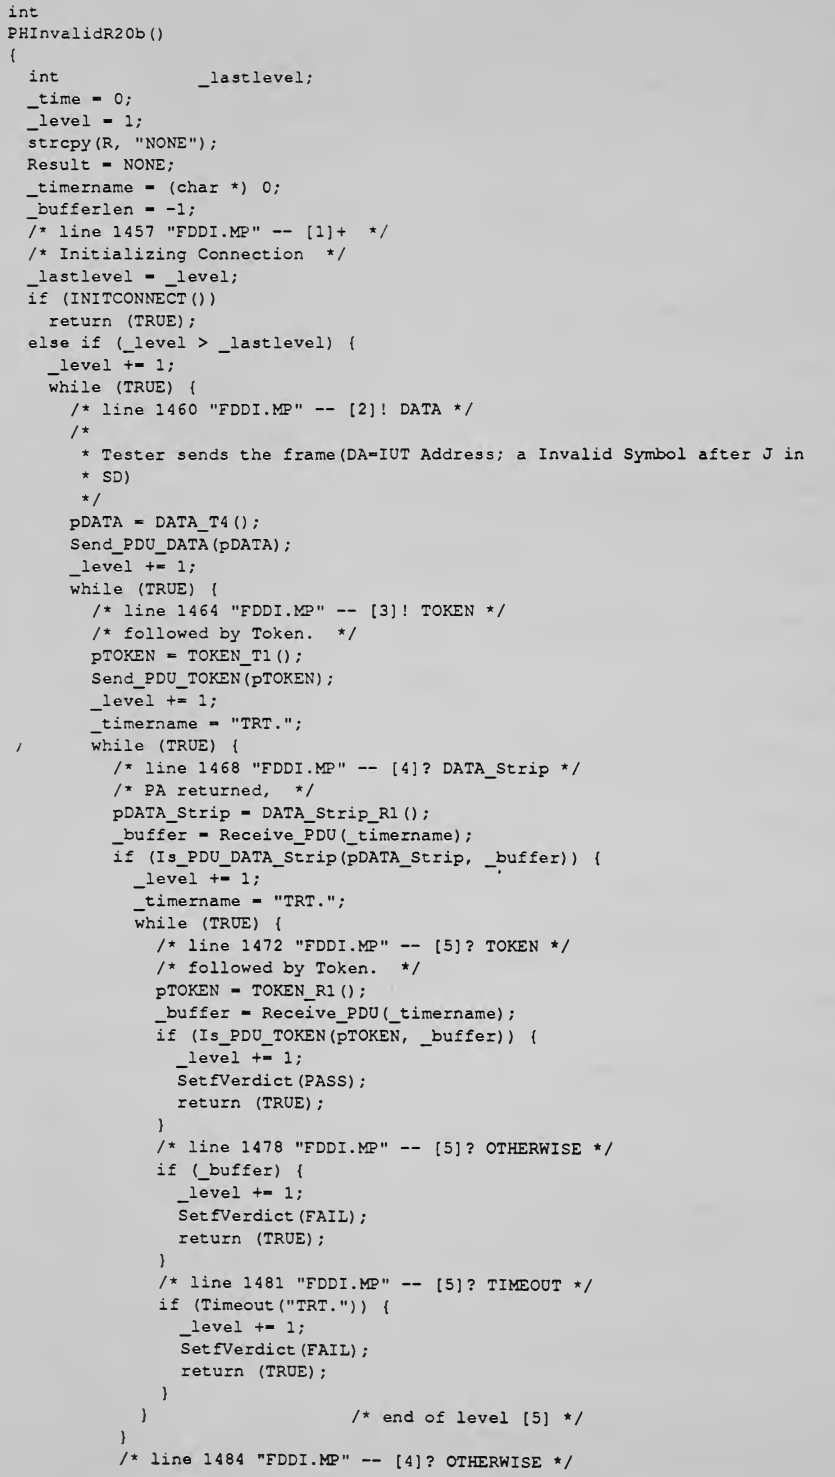 int
PHInvalidR20b()
{
  int               _lastlevel;
  _time = 0;
  _level = 1;
  strcpy(R, "NONE");
  Result = NONE;
  _timername = (char *) 0;
  _bufferlen = -1;
  /* line 1457 "FDDI.MP" -- [1]+  */
  /* Initializing Connection  */
  _lastlevel = _level;
  if (INITCONNECT())
    return (TRUE);
  else if (_level > _lastlevel) {
    _level += 1;
    while (TRUE) {
      /* line 1460 "FDDI.MP" -- [2]! DATA */
      /*
       * Tester sends the frame(DA=IUT Address; a Invalid Symbol after J in
       * SD)
       */
      pDATA = DATA_T4();
      Send_PDU_DATA(pDATA);
      _level += 1;
      while (TRUE) {
        /* line 1464 "FDDI.MP" -- [3]! TOKEN */
        /* followed by Token.  */
        pTOKEN = TOKEN_T1();
        Send_PDU_TOKEN(pTOKEN);
        _level += 1;
        _timername = "TRT.";
        while (TRUE) {
          /* line 1468 "FDDI.MP" -- [4]? DATA_Strip */
          /* PA returned,  */
          pDATA_Strip = DATA_Strip_R1();
          _buffer = Receive_PDU(_timername);
          if (Is_PDU_DATA_Strip(pDATA_Strip, _buffer)) {
            _level += 1;
            _timername = "TRT.";
            while (TRUE) {
              /* line 1472 "FDDI.MP" -- [5]? TOKEN */
              /* followed by Token.  */
              pTOKEN = TOKEN_R1();
              _buffer = Receive_PDU(_timername);
              if (Is_PDU_TOKEN(pTOKEN, _buffer)) {
                _level += 1;
                SetfVerdict(PASS);
                return (TRUE);
              }
              /* line 1478 "FDDI.MP" -- [5]? OTHERWISE */
              if (_buffer) {
                _level += 1;
                SetfVerdict(FAIL);
                return (TRUE);
              }
              /* line 1481 "FDDI.MP" -- [5]? TIMEOUT */
              if (Timeout("TRT.")) {
                _level += 1;
                SetfVerdict(FAIL);
                return (TRUE);
              }
            }                    /* end of level [5] */
          }
          /* line 1484 "FDDI.MP" -- [4]? OTHERWISE */